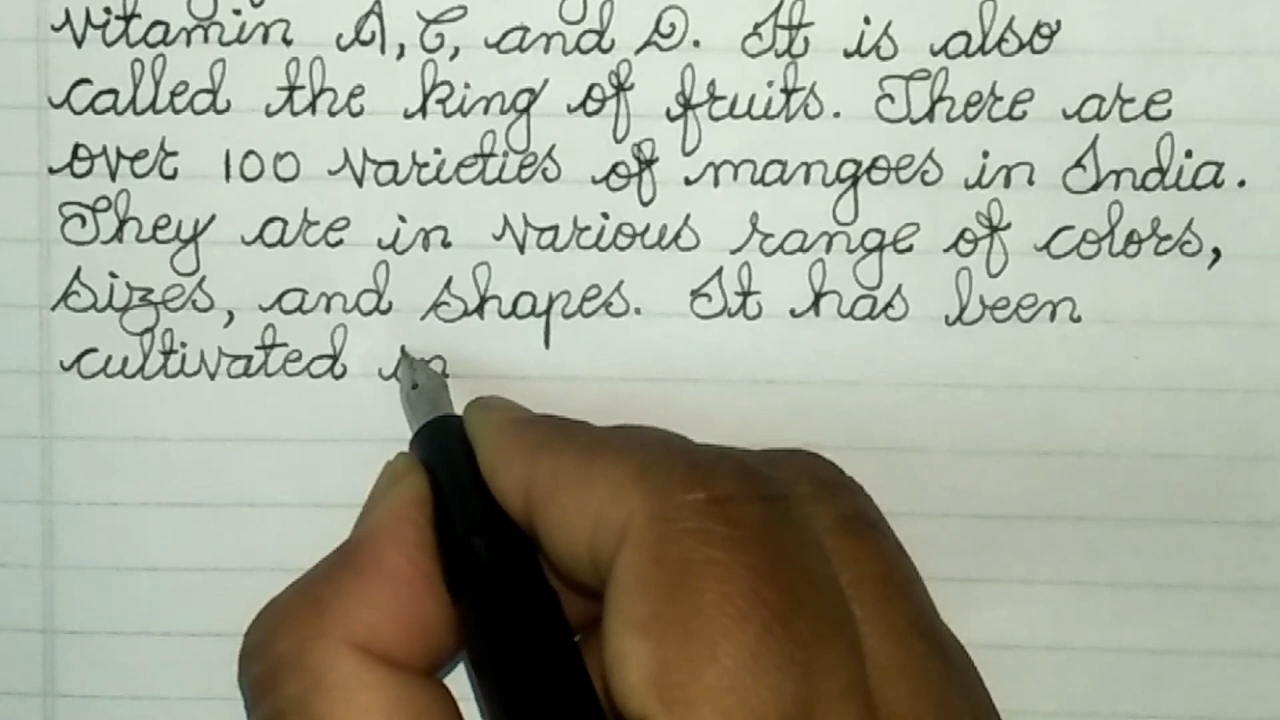 vitamin A, C, and D. It is also
called the king of fruits. There are
over 100 varieties of mangoes in India.
They are in various range of colors,
sizes, and shapes. It has been
cultivated in